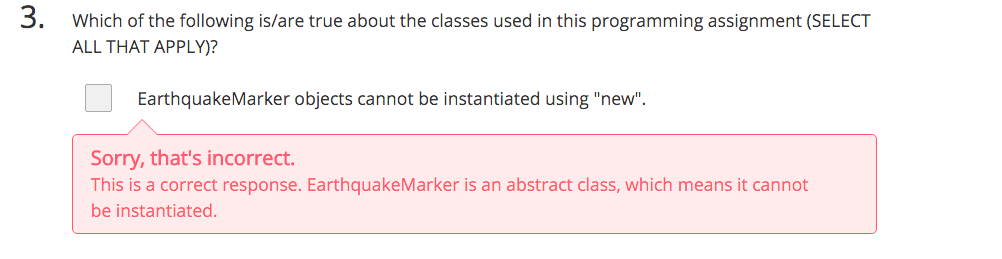 3. Which of the following is/are true about the classes used in this programming assignment (SELECT
ALL THAT APPLY)?
EarthquakeMarker objects cannot be instantiated using "new".
Sorry, that's incorrect.
This is a correct response. EarthquakeMarker is an abstract class, which means it cannot
be instantiated.